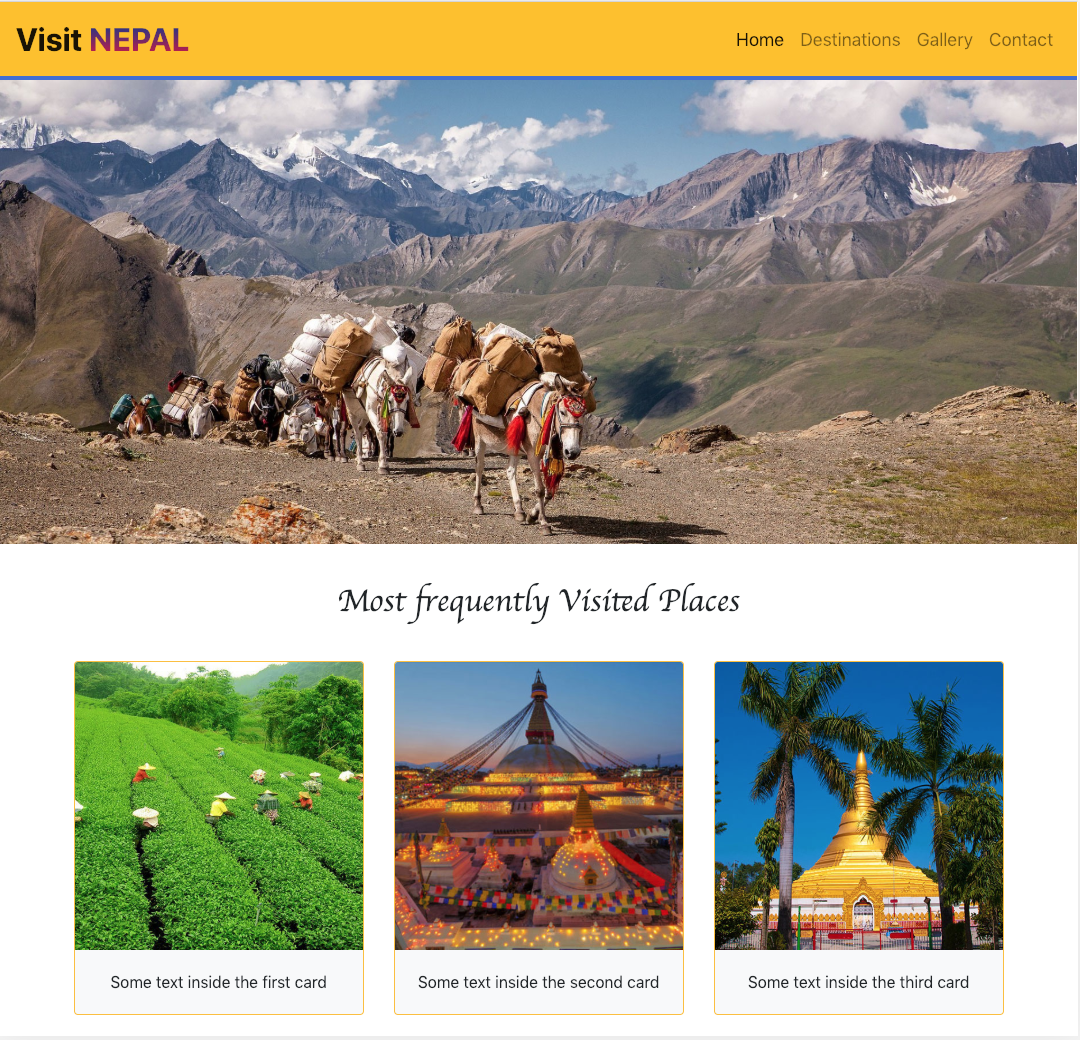 Visit NEPAL
Home Destinations Gallery Contact
Most frequently Visited Places
Some text inside the first card
Some text inside the second card
Some text inside the third card